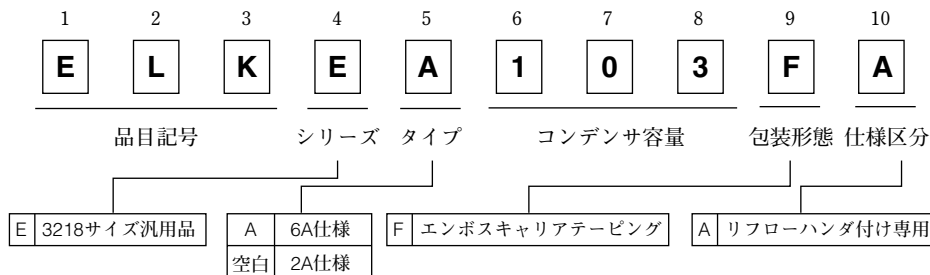 1 2 3 4 5 6 7 8 9 10
E L K E A 1 0 3 F A
品目記号 シリーズ タイプ コンデンサ容量 包装形態 仕様区分
E 3218サイズ汎用品 A 6A仕様 F エンボスキャリアテーピング A リフローハンダ付け専用
空白 2A仕様